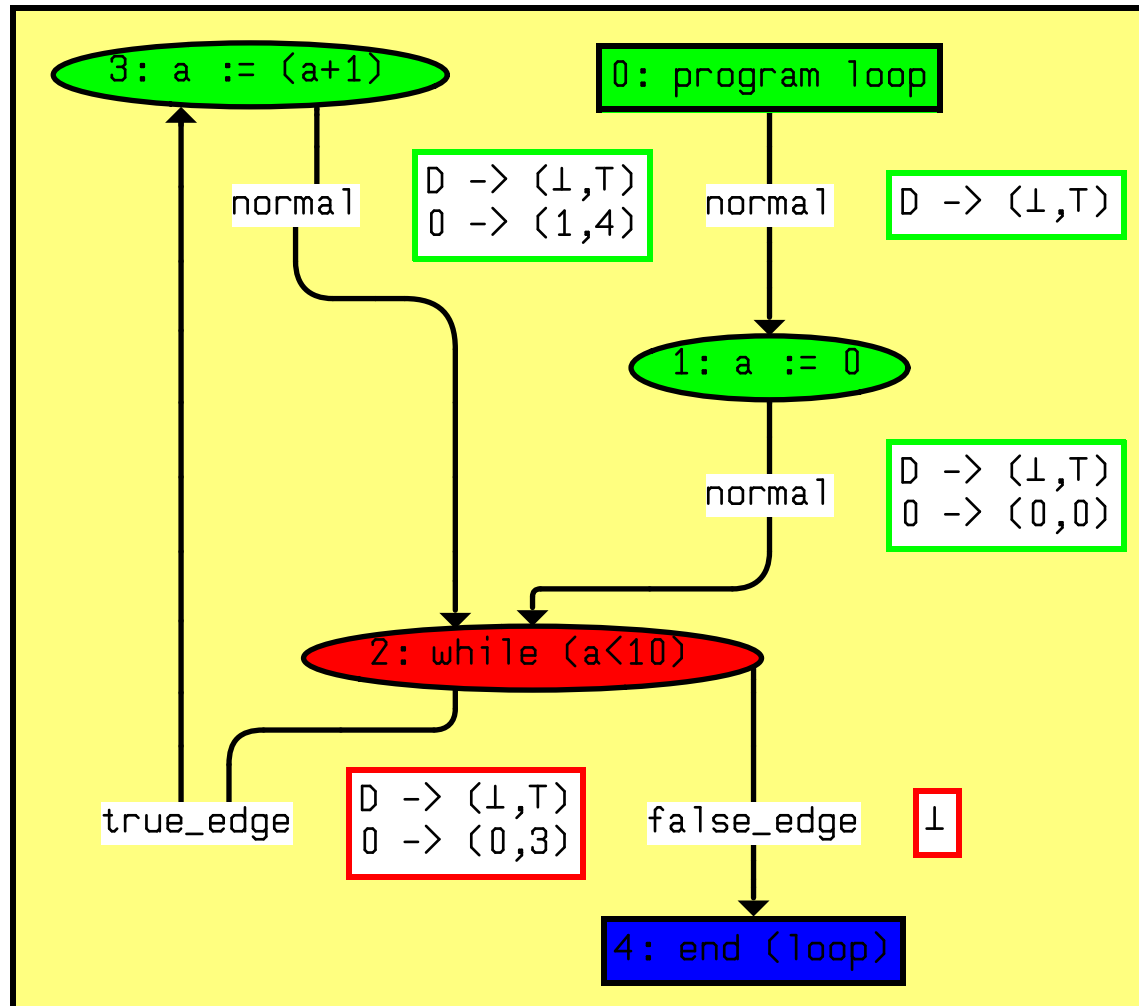 3: a := (a+1)
0: program loop
normal
D -> (⊥,T)
0 -> (1,4)
normal
D -> (⊥,T)
1: a := 0
normal
D -> (⊥,T)
0 -> (0,0)
2: while (a<10)
true_edge
D -> (⊥,T)
0 -> (0,3)
false_edge
⊥
4: end (loop)